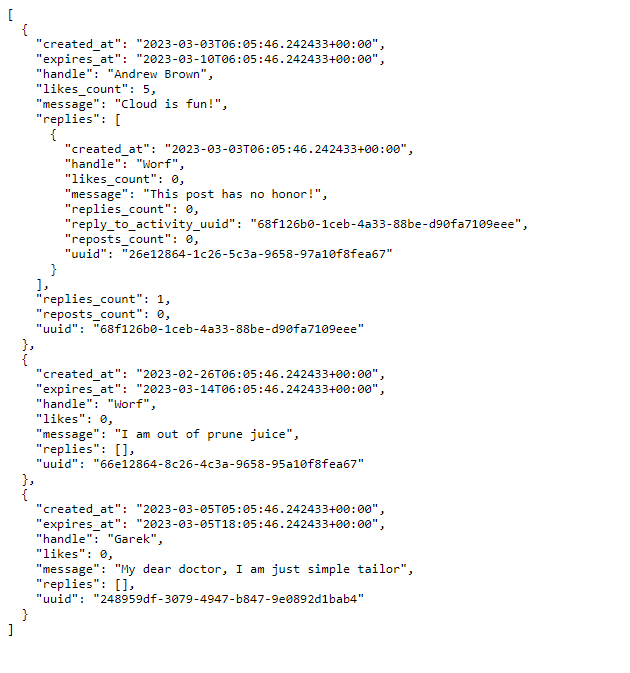 [
  {
    "created_at": "2023-03-03T06:05:46.242433+00:00",
    "expires_at": "2023-03-10T06:05:46.242433+00:00",
    "handle": "Andrew Brown",
    "likes_count": 5,
    "message": "Cloud is fun!",
    "replies": [
      {
        "created_at": "2023-03-03T06:05:46.242433+00:00",
        "handle": "Worf",
        "likes_count": 0,
        "message": "This post has no honor!",
        "replies_count": 0,
        "reply_to_activity_uuid": "68f126b0-1ceb-4a33-88be-d90fa7109eee",
        "reposts_count": 0,
        "uuid": "26e12864-1c26-5c3a-9658-97a10f8fea67"
      }
    ],
    "replies_count": 1,
    "reposts_count": 0,
    "uuid": "68f126b0-1ceb-4a33-88be-d90fa7109eee"
  },
  {
    "created_at": "2023-02-26T06:05:46.242433+00:00",
    "expires_at": "2023-03-14T06:05:46.242433+00:00",
    "handle": "Worf",
    "likes": 0,
    "message": "I am out of prune juice",
    "replies": [],
    "uuid": "66e12864-8c26-4c3a-9658-95a10f8fea67"
  },
  {
    "created_at": "2023-03-05T05:05:46.242433+00:00",
    "expires_at": "2023-03-05T18:05:46.242433+00:00",
    "handle": "Garek",
    "likes": 0,
    "message": "My dear doctor, I am just simple tailor",
    "replies": [],
    "uuid": "248959df-3079-4947-b847-9e0892d1bab4"
  }
]